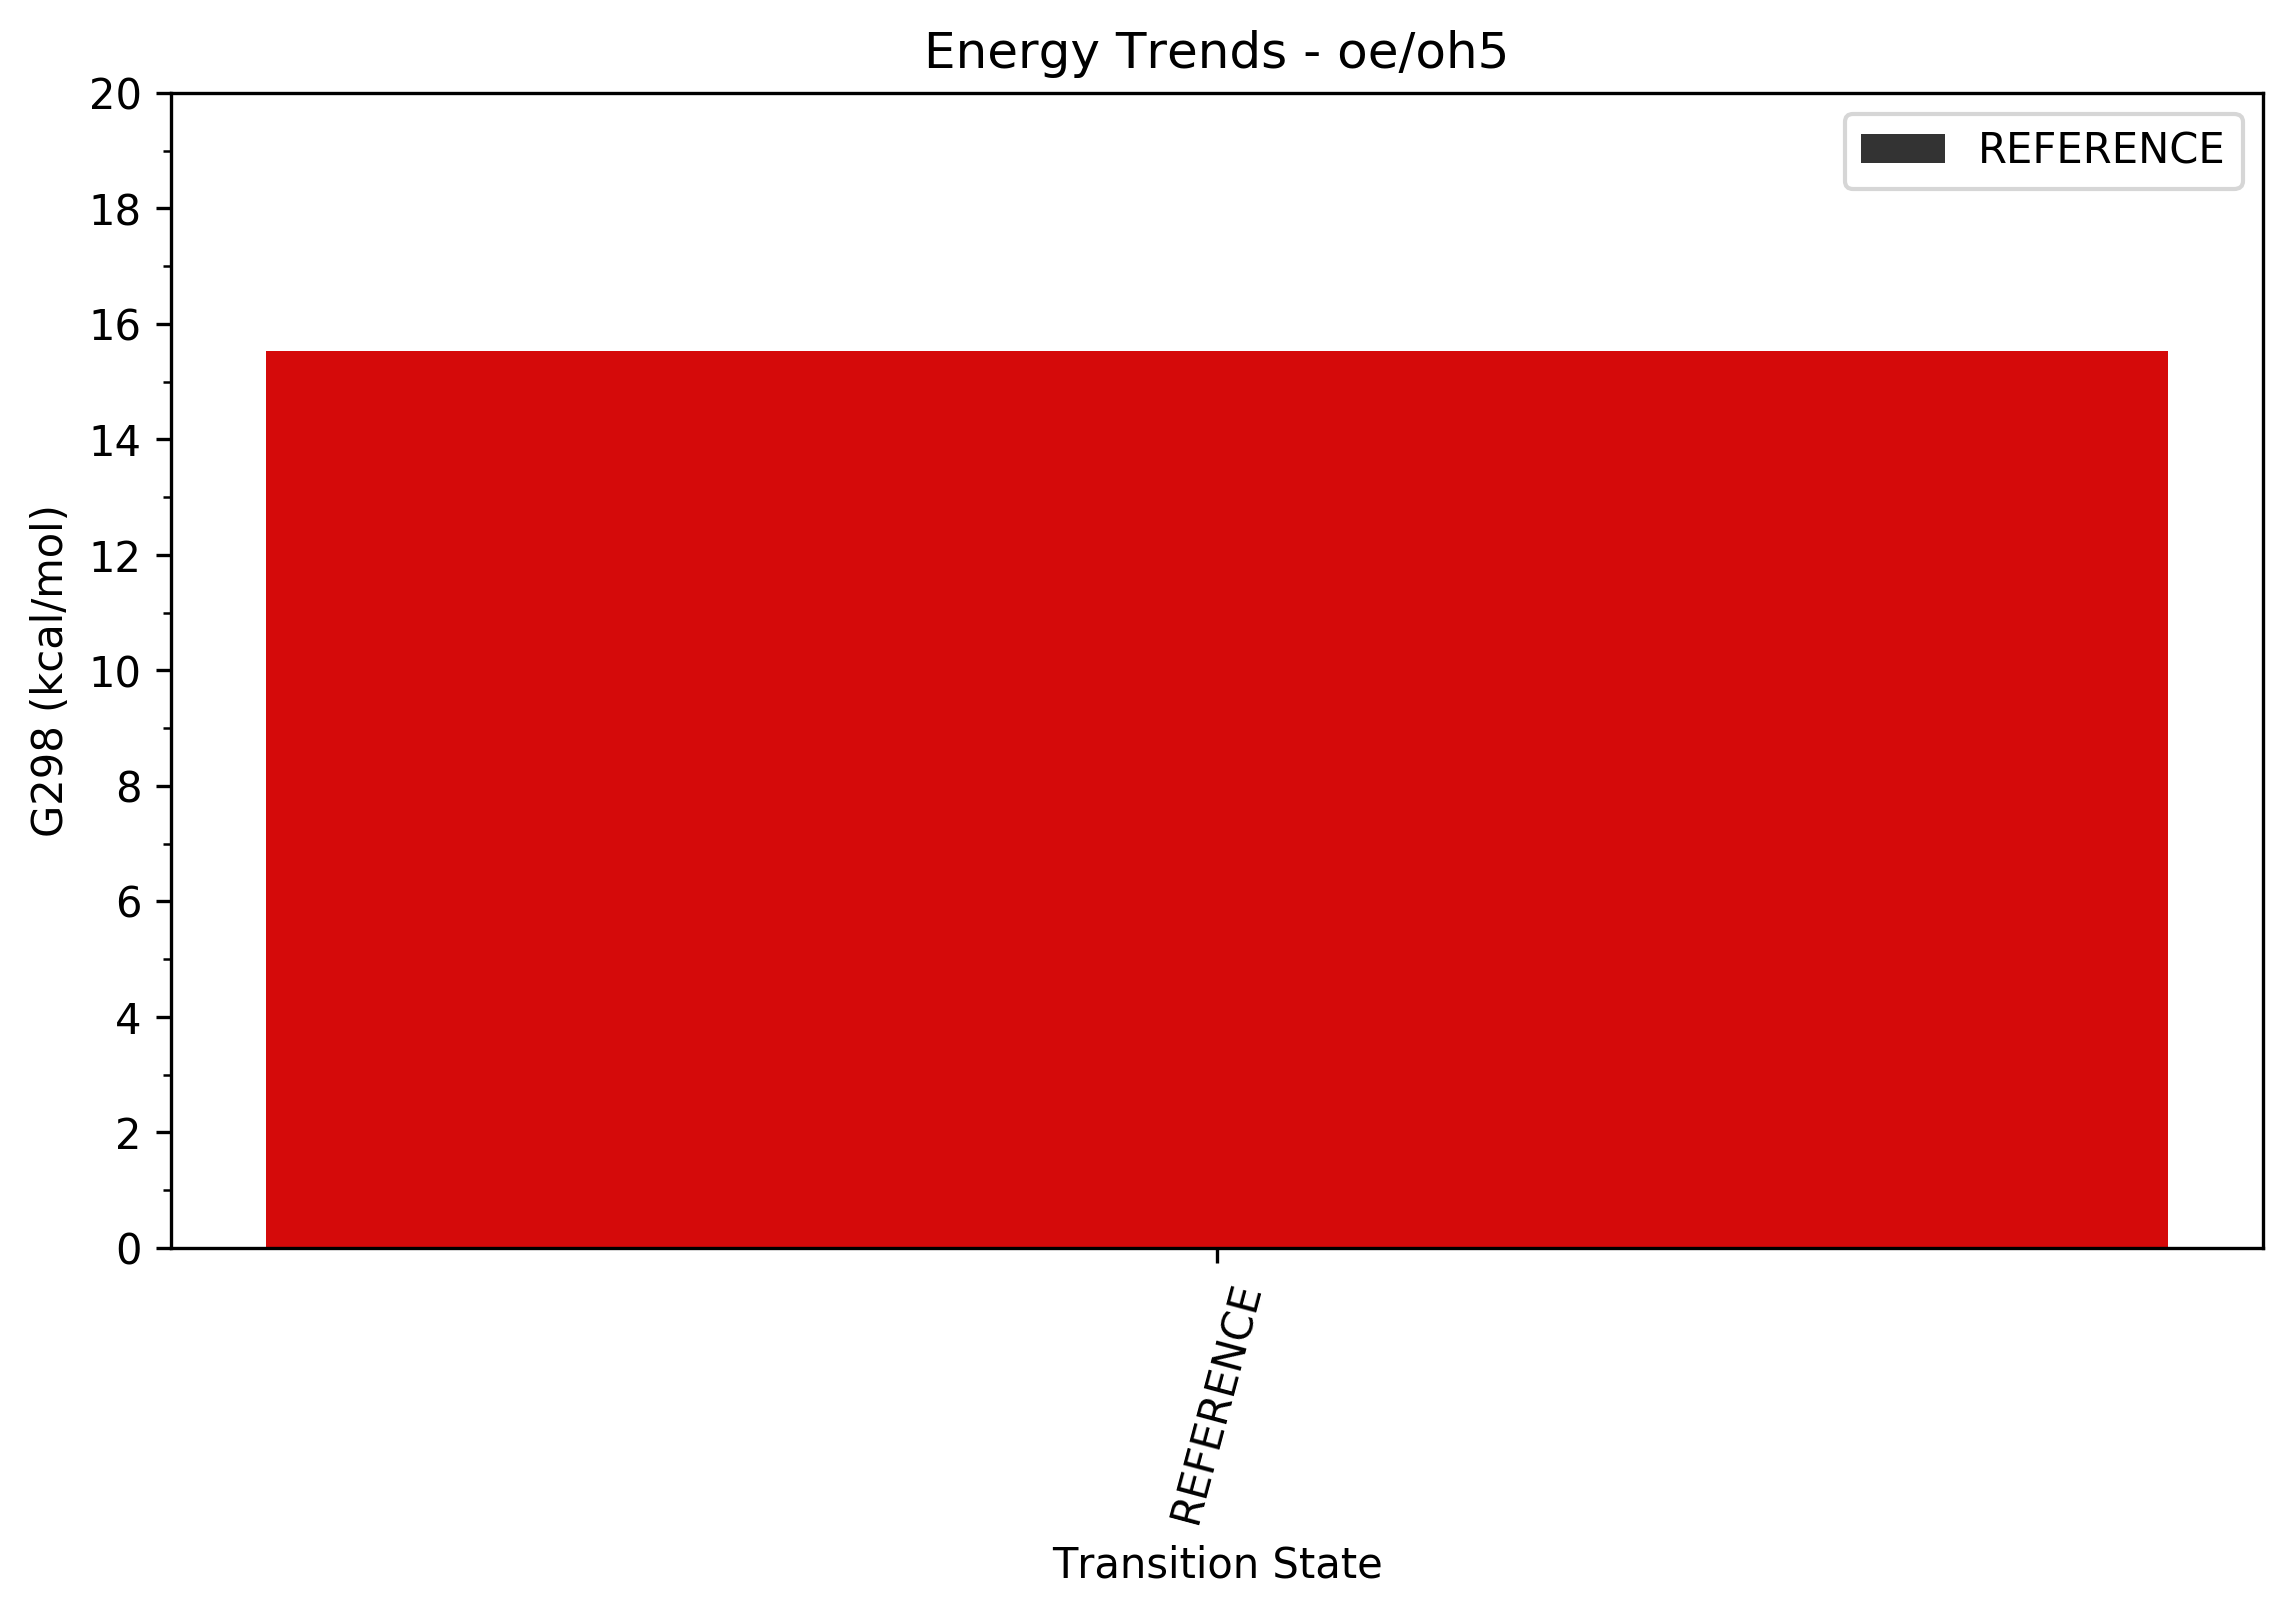 Energy Trends - oe/oh5
REFERENCE
G298 (kcal/mol)
20
18
16
14
12
10
8
6
4
2
0
REFERENCE
Transition State